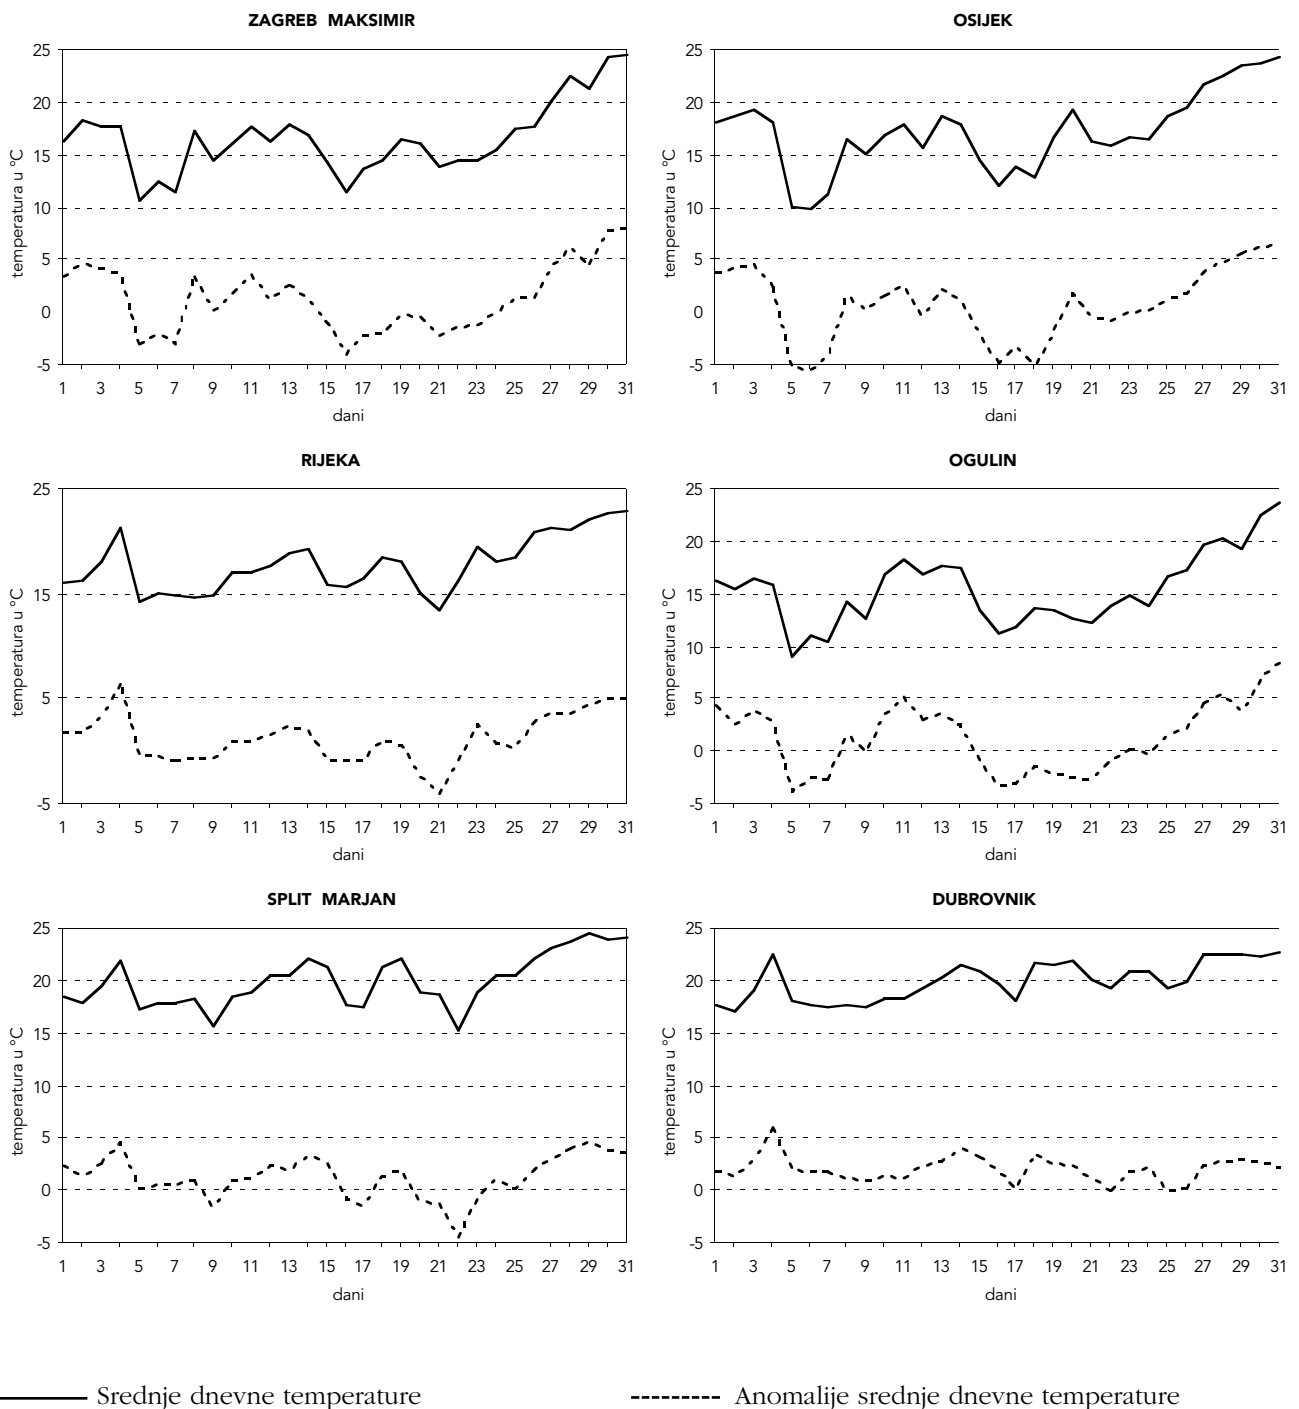 ZAGREB MAKSIMIR
25
20
15
10
5
0
-5
temperatura u °C
1 3 5 7 9 11 13 15 17 19 21 23 25 27 29 31
dani
OSIJEK
25
20
15
10
5
0
-5
temperatura u °C
1 3 5 7 9 11 13 15 17 19 21 23 25 27 29 31
dani
RIJEKA
25
15
5
-5
temperatura u °C
1 3 5 7 9 11 13 15 17 19 21 23 25 27 29 31
dani
OGULIN
25
20
15
10
5
0
-5
temperatura u °C
1 3 5 7 9 11 13 15 17 19 21 23 25 27 29 31
dani
SPLIT MARJAN
25
20
15
10
5
0
-5
temperatura u °C
1 3 5 7 9 11 13 15 17 19 21 23 25 27 29 31
dani
DUBROVNIK
25
20
15
10
5
0
-5
temperatura u °C
1 3 5 7 9 11 13 15 17 19 21 23 25 27 29 31
dani
Srednje dnevne temperature
Anomalije srednje dnevne temperature